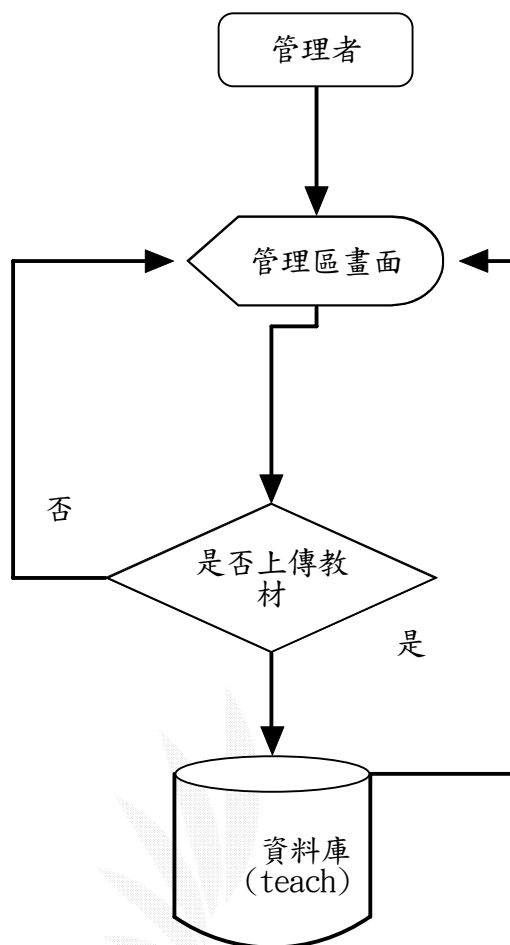 管理者
管理區畫面
否
是否上傳教
材
是
資料庫
(teach)